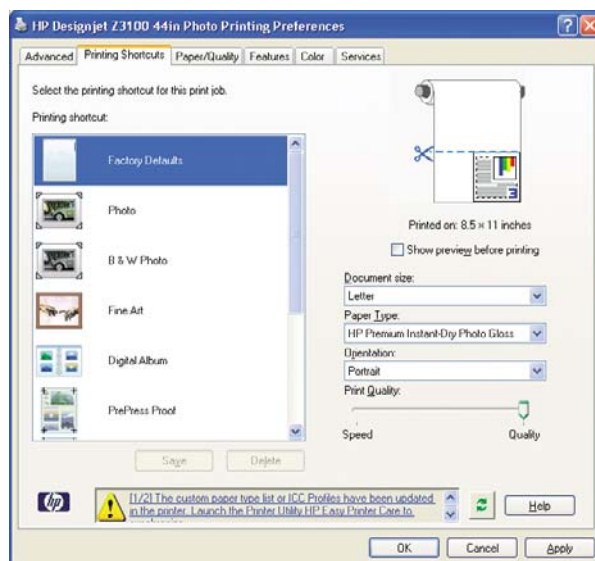 HP Designjet Z3100 44in Photo Printing Preferences
Advanced Printing Shortcuts Paper/Quality Features Color Services
Select the printing shortcut for this print job.
Printing shortcut:
Factory Defaults
Photo
B & W Photo
Fine Art
Digital Album
PrePress Proof
Save Delete
3
Printed on: 8.5 × 11 inches
Show preview before printing
Document size:
Letter
Paper Type:
HP Premium Instant-Dry Photo Gloss
Orientation:
Portrait
Print Quality:
Speed Quality
hp
[1/2] The custom paper type list or ICC Profiles have been updated
in the printer. Launch the Printer Utility HP Easy Printer Care to
Help
OK Cancel Apply